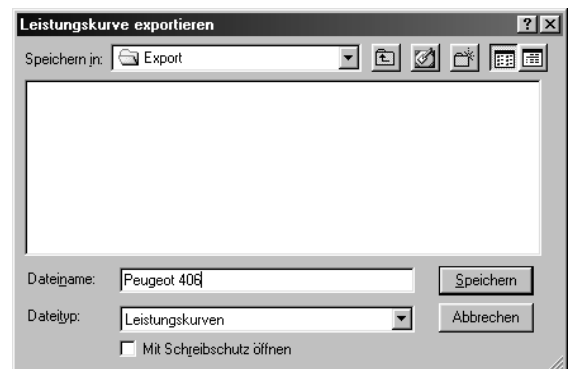 Leistungskurve exportieren
Speichern in: Export
Dateiname: Peugeot 406 Speichern
Dateityp: Leistungskurven Abbrechen
Mit Schreibschutz öffnen